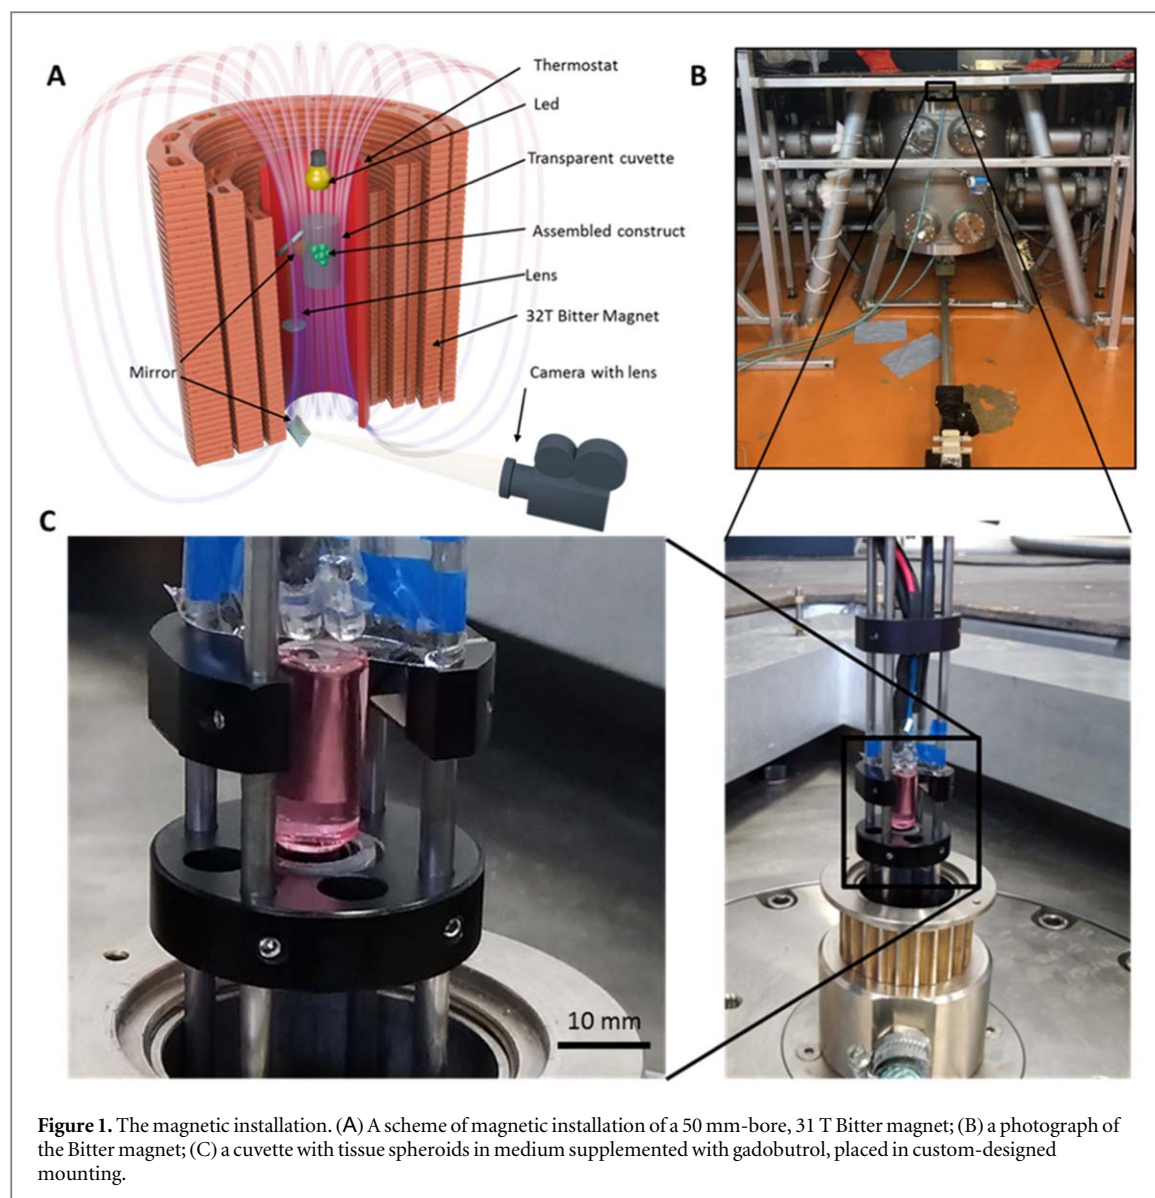 A
Thermostat
Led
Transparent cuvette
Assembled construct
Lens
32T Bitter Magnet
Mirror
Camera with lens
B
C
10 mm
Figure 1. The magnetic installation. (A) A scheme of magnetic installation of a 50 mm-bore, 31 T Bitter magnet; (B) a photograph of
the Bitter magnet; (C) a cuvette with tissue spheroids in medium supplemented with gadobutrol, placed in custom-designed
mounting.